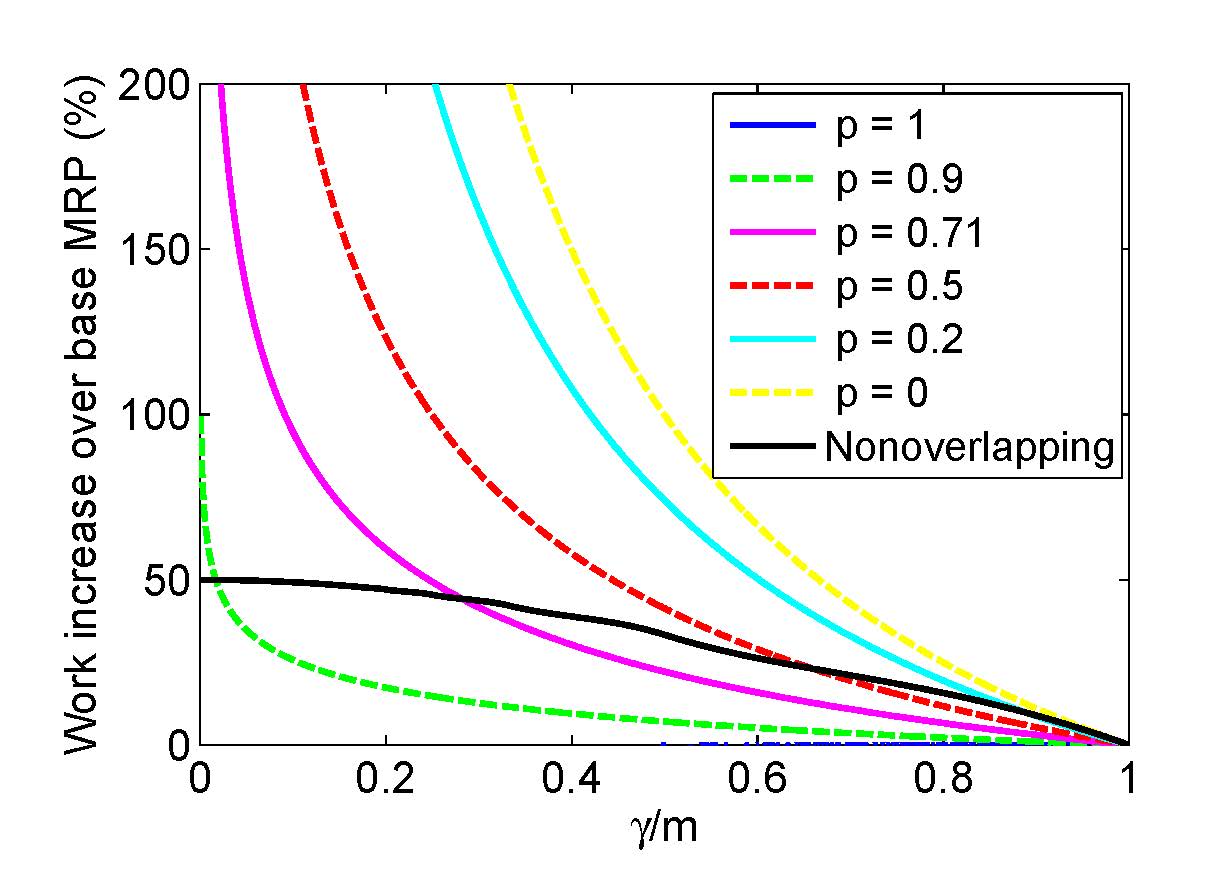 Work increase over base MRP (%)
200
150
100
50
0
0
0.2
0.4
0.6
0.8
1
γ/m
p = 1
p = 0.9
p = 0.71
p = 0.5
p = 0.2
p = 0
Nonoverlapping